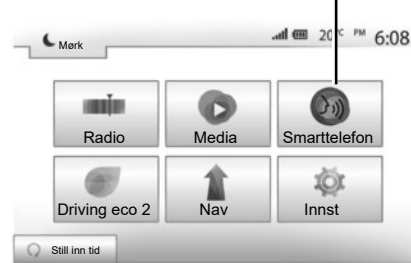 Mørk 20°C PM 6:08
Radio Media Smarttelefon
Driving eco 2 Nav Innst
Still inn tid